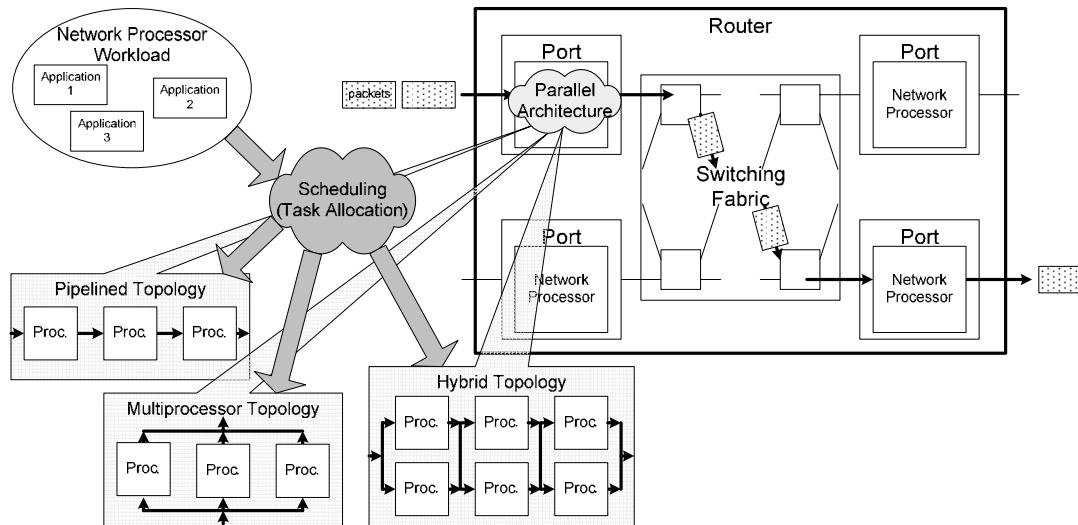 Network Processor
Workload
Application
1
Application
2
Application
3
Scheduling
(Task Allocation)
Router
Port
Parallel
Architecture
packets
Port
Network
Processor
Switching
Fabric
Port
Network
Processor
Port
Network
Processor
Pipelined Topology
Proc.
Proc.
Proc.
Multiprocessor Topology
Proc.
Proc.
Proc.
Hybrid Topology
Proc.
Proc.
Proc.
Proc.
Proc.
Proc.